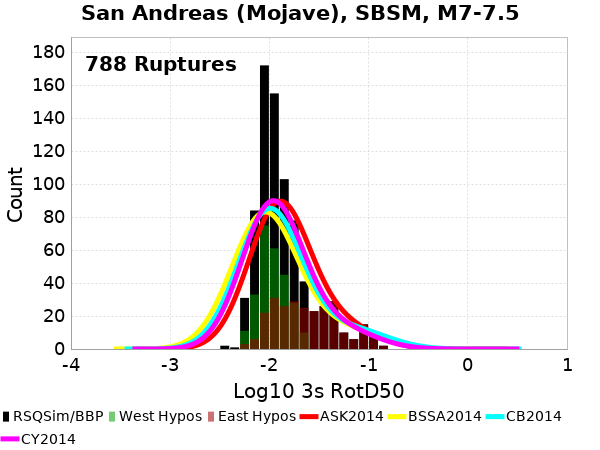 San Andreas (Mojave), SBSM, M7-7.5
788 Ruptures
Count
180
160
140
120
100
80
60
40
20
0
-4 -3 -2 -1 0 1
Log10 3s RotD50
RSQSim/BBP West Hypos East Hypos ASK2014 BSSA2014 CB2014
CY2014